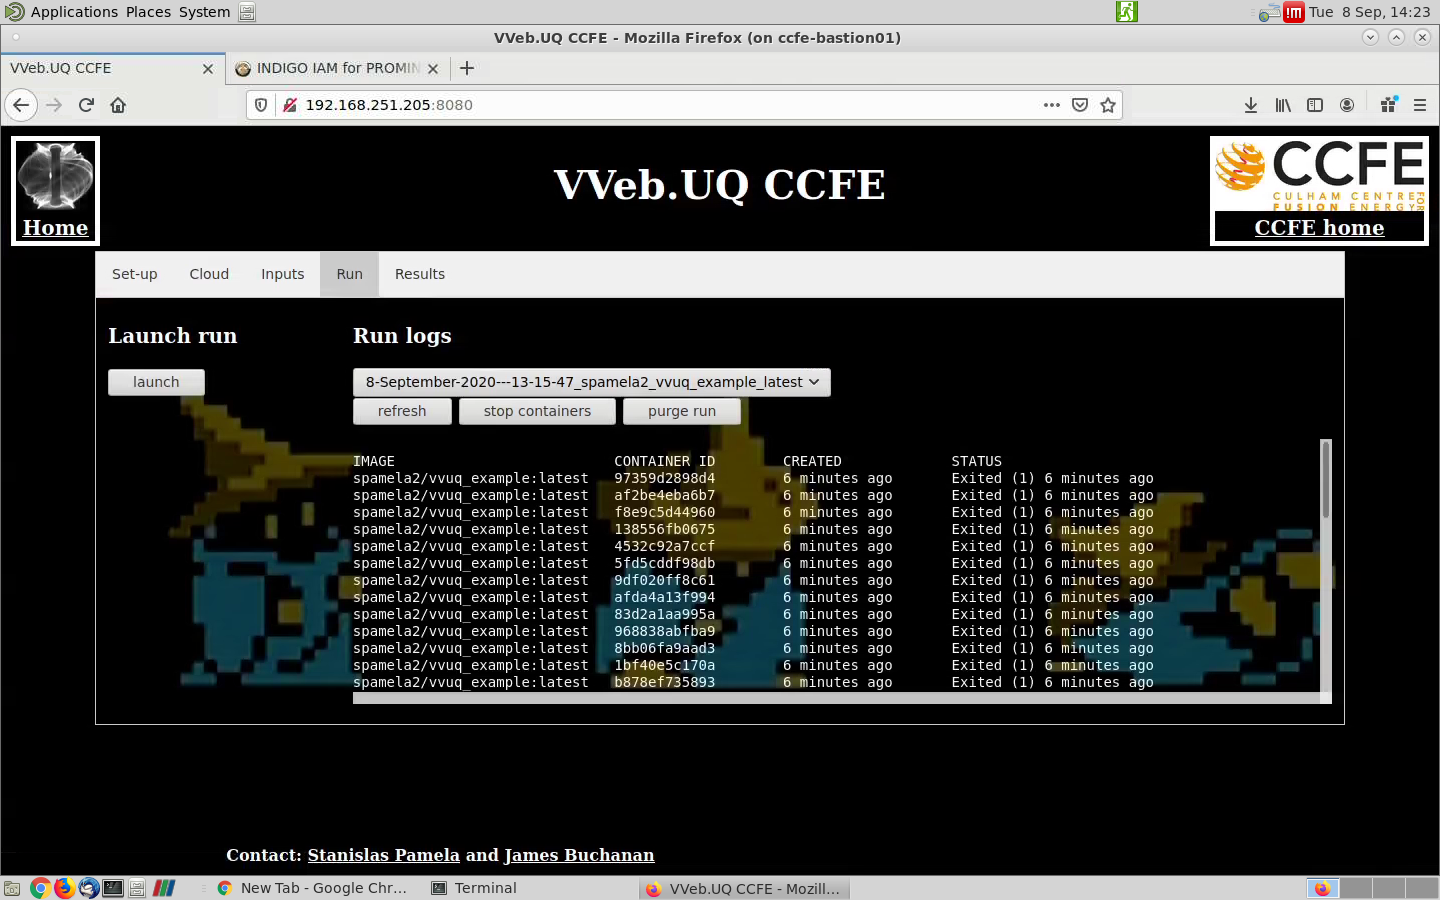 Applications Places System
Tue 8 Sep, 14:23
VVeb.UQ CCFE - Mozilla Firefox (on ccfe-bastion01)
VVeb.UQ CCFE
INDIGO IAM for PROMIN
192.168.251.205:8080
Home
VVeb.UQ CCFE
CCFE
CULHAM CENTRE
FOR
FUSION ENERGY
CCFE home
Set-up Cloud Inputs Run Results
Launch run
Run logs
launch
8-September-2020---13-15-47_spamela2_vvuq_example_latest
refresh stop containers purge run
IMAGE CONTAINER ID CREATED STATUS
spamela2/vvuq_example:latest 97359d2898d4 6 minutes ago Exited (1) 6 minutes ago
spamela2/vvuq_example:latest af2be4eba6b7 6 minutes ago Exited (1) 6 minutes ago
spamela2/vvuq_example:latest f8e9c5d44960 6 minutes ago Exited (1) 6 minutes ago
spamela2/vvuq_example:latest 138556fb0675 6 minutes ago Exited (1) 6 minutes ago
spamela2/vvuq_example:latest 4532c92a7ccf 6 minutes ago Exited (1) 6 minutes ago
spamela2/vvuq_example:latest 5fd5cddf98db 6 minutes ago Exited (1) 6 minutes ago
spamela2/vvuq_example:latest 9df020ff8c61 6 minutes ago Exited (1) 6 minutes ago
spamela2/vvuq_example:latest afda4a13f994 6 minutes ago Exited (1) 6 minutes ago
spamela2/vvuq_example:latest 83d2a1aa995a 6 minutes ago Exited (1) 6 minutes ago
spamela2/vvuq_example:latest 968838abfba9 6 minutes ago Exited (1) 6 minutes ago
spamela2/vvuq_example:latest 8bb06fa9aad3 6 minutes ago Exited (1) 6 minutes ago
spamela2/vvuq_example:latest 1bf40e5c170a 6 minutes ago Exited (1) 6 minutes ago
spamela2/vvuq_example:latest b878ef735893 6 minutes ago Exited (1) 6 minutes ago
Contact: Stanislas Pamela and James Buchanan
New Tab - Google Chr...
Terminal
VVeb.UQ CCFE - Mozill...